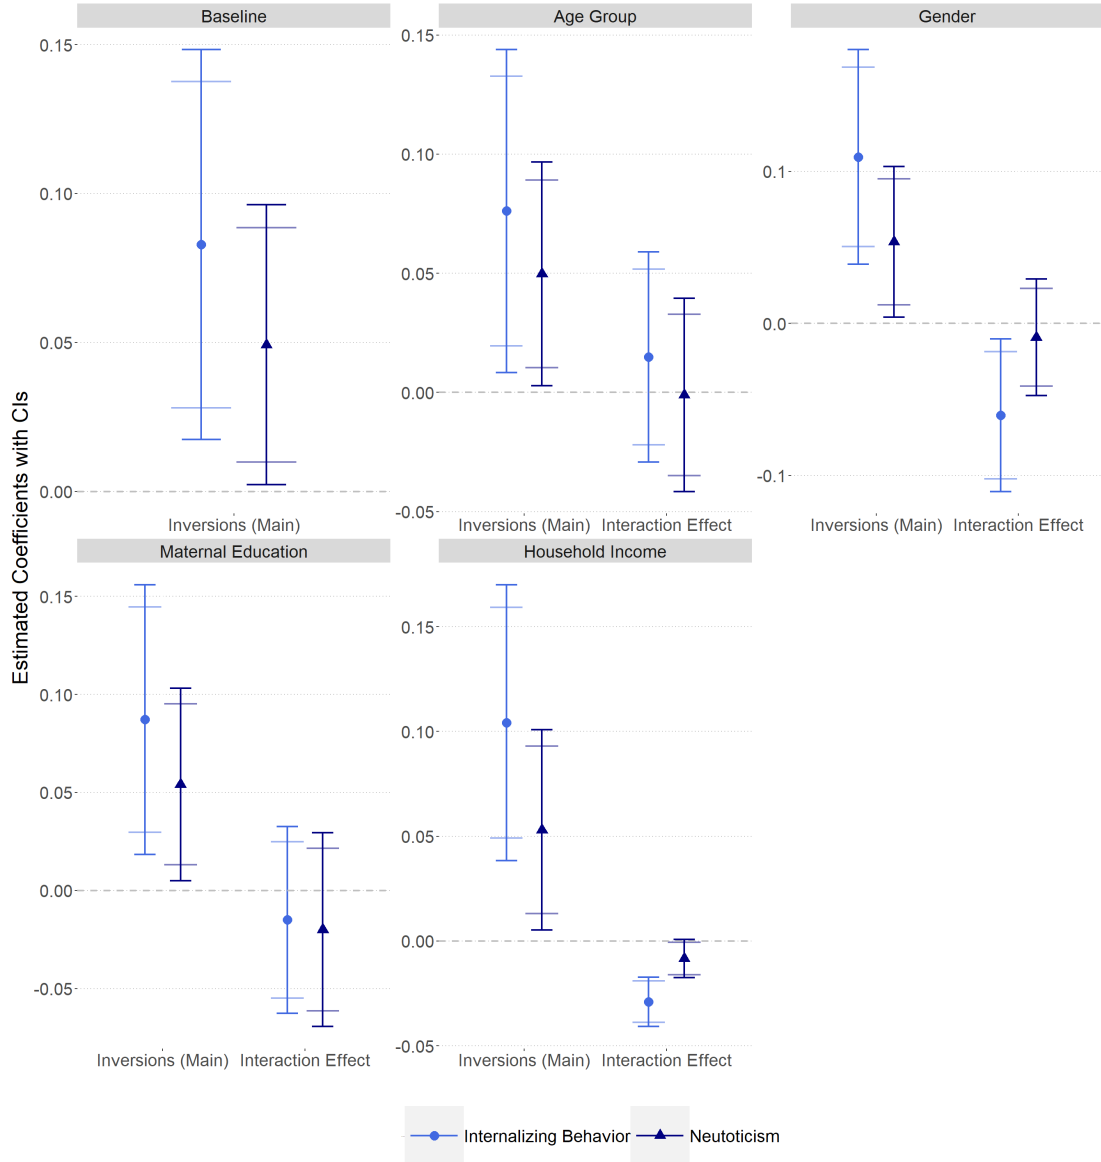 Baseline
Age Group
Gender
0.15
0.10
0.05
0.00
0.15
0.10
0.05
0.00
-0.05
0.1
0.0
-0.1
Inversions (Main)
Inversions (Main) Interaction Effect
Inversions (Main) Interaction Effect
Estimated Coefficients with CIs
Maternal Education
Household Income
0.15
0.10
0.05
0.00
-0.05
0.15
0.10
0.05
0.00
-0.05
Inversions (Main) Interaction Effect
Inversions (Main) Interaction Effect
Internalizing Behavior Neutoticism